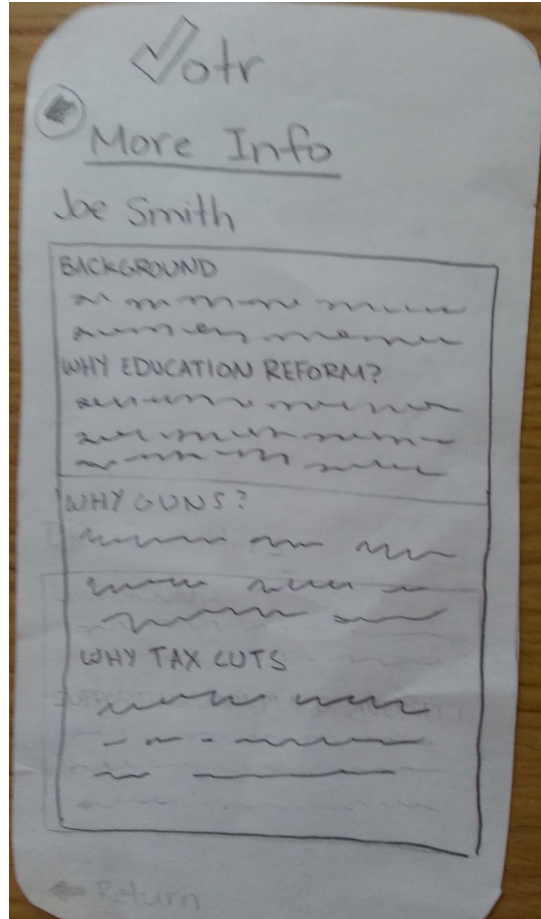 Votr
More Info
Joe Smith
BACKGROUND
WHY EDUCATION REFORM?
WHY GUNS?
WHY TAX CUTS
Return